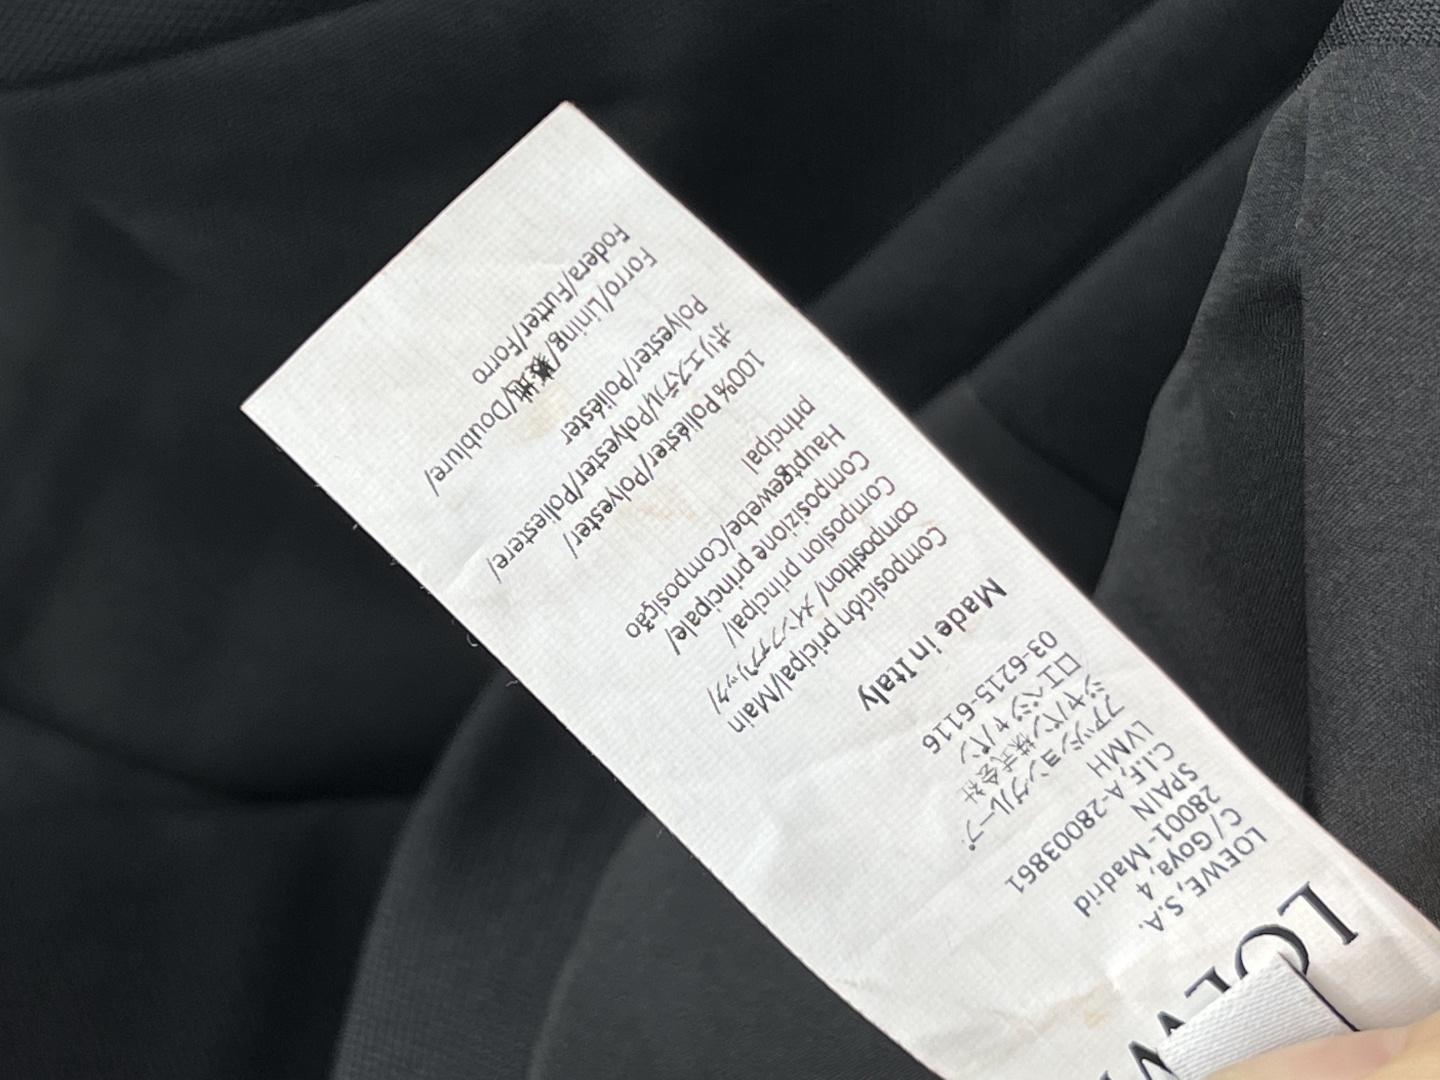 LOEWE
LOEWE, S.A.
C/ Goya, 4
28001- Madrid
SPAIN
C.I.F, A-28003861
LVMH
ファッショングループ
ジャパン株式会社
ロエベジャパン
03-6215-6116
Made in Italy
Composición pricipal/Main
composition/ メインファブリック/
Composion principal/
Composizione principale/
Hauptgewebe/Composição
principal
100% Poliéster/Polyester/
ポリエステル/Polyester/Poliestere/
Polyester/Poliéster
Forro/Lining/裏地/Doublure/
Fodera/Futter/Forro